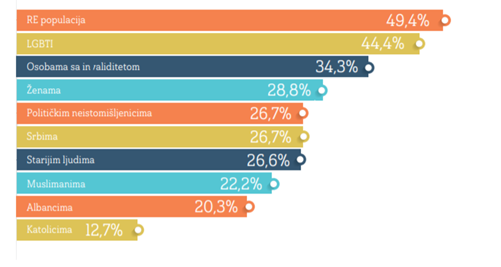 RE populacija 49,4%
LGBTI 44,4%
Osobama sa in 34,3%
Ženama 28,8%
Političkim neistomišljenicima 26,7%
Srbima 26,7%
Starijim ljudima 26,6%
Muslimanima 22,2%
Albancima 20,3%
Katolicima 12,7%